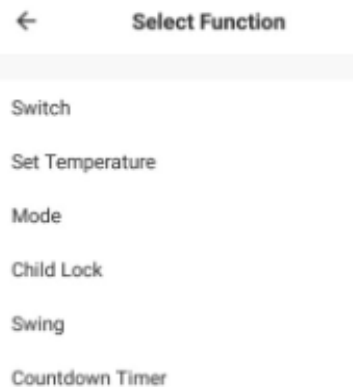 Select Function
Switch
Set Temperature
Mode
Child Lock
Swing
Countdown Timer